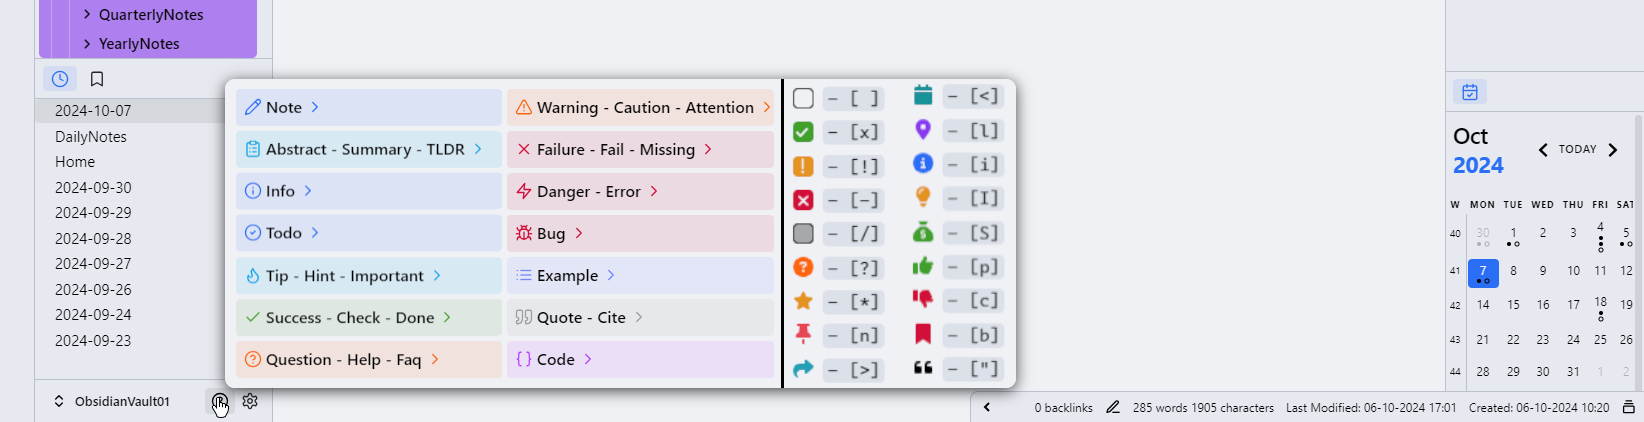 QuarterlyNotes
YearlyNotes
2024-10-07
DailyNotes
Home
2024-09-30
2024-09-29
2024-09-28
2024-09-27
2024-09-26
2024-09-24
2024-09-23
ObsidianVault01
Note
Abstract - Summary - TLDR
Info
Todo
Tip - Hint - Important
Success - Check - Done
Question - Help - Faq
Warning - Caution - Attention
Failure - Fail - Missing
Danger - Error
Bug
Example
Quote - Cite
Code
- [ ]
- [x]
- [!]
- [-]
- [/]
- [?]
- [*]
- [n]
- [>]
- [<]
- [l]
- [i]
- [I]
- [S]
- [p]
- [c]
- [b]
- ["]
Oct
2024
TODAY
W MON TUE WED THU FRI SAT
40 30 1 2 3 4 5
41 7 8 9 10 11 12
42 14 15 16 17 18 19
43 21 22 23 24 25 26
44 28 29 30 31 1 2
0 backlinks 285 words 1905 characters Last Modified: 06-10-2024 17:01 Created: 06-10-2024 10:20